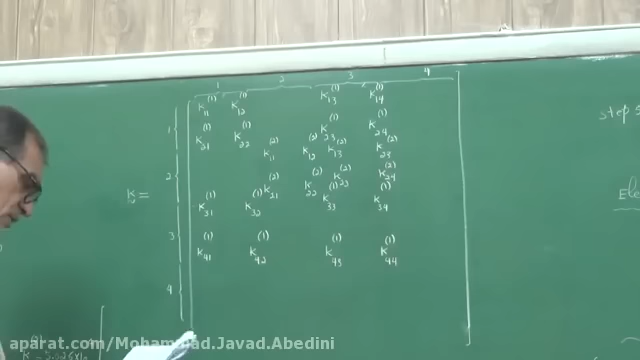 1 2 3 4
K₁₁⁽¹⁾ K₁₂⁽¹⁾ K₁₃⁽¹⁾ K₁₄⁽¹⁾
step
1 K₂₁⁽¹⁾ K₂₂⁽¹⁾ K₂₃⁽¹⁾ K₂₄⁽¹⁾
K₁₁⁽²⁾ K₁₂⁽²⁾ K₁₃⁽²⁾
2 K₂₁⁽²⁾ K₂₂⁽²⁾ K₂₃⁽²⁾ K₂₄⁽²⁾
K = K₃₁⁽¹⁾ K₃₂⁽¹⁾ K₃₃⁽¹⁾ K₃₄⁽¹⁾
3 K₄₁⁽¹⁾ K₄₂⁽¹⁾ K₄₃⁽¹⁾ K₄₄⁽¹⁾
4
aparat.com/Mohammad.Javad.Abedini